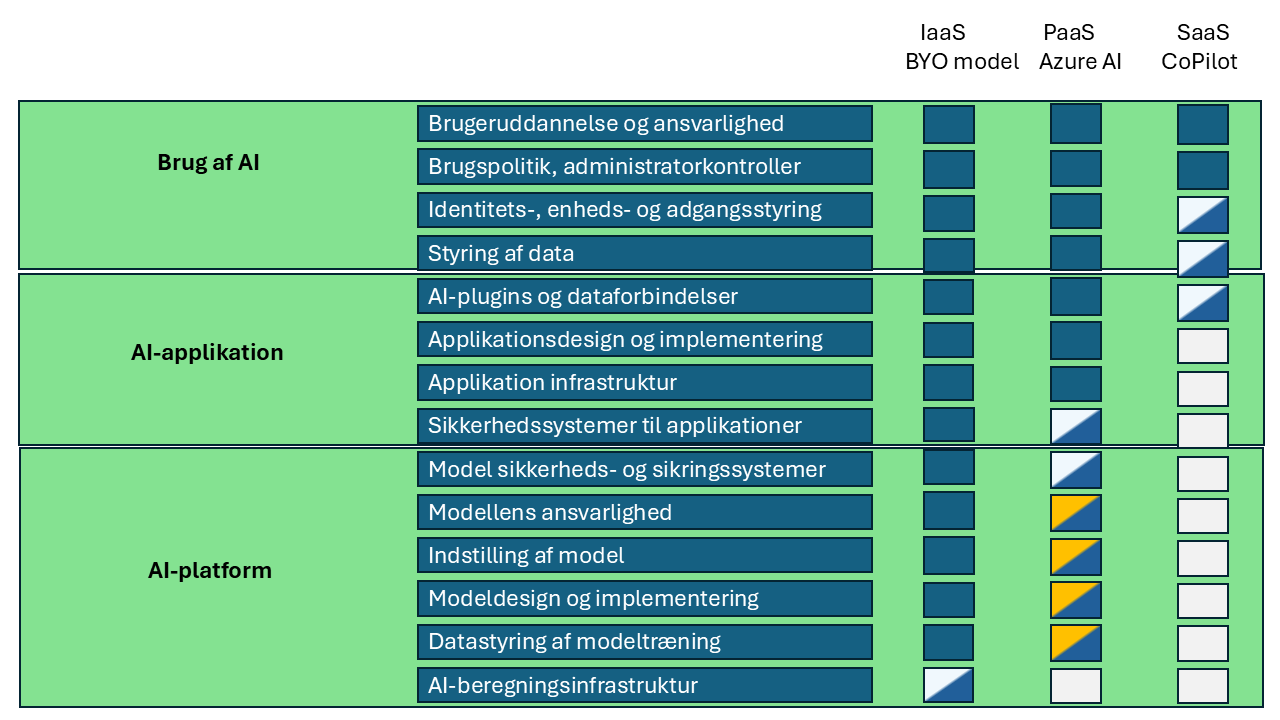 IaaS
BYO model
PaaS
Azure AI
SaaS
CoPilot
Brug af AI
Brugeruddannelse og ansvarlighed
Brugspolitik, administratorkontroller
Identitets-, enheds- og adgangsstyring
Styring af data
AI-applikation
AI-plugins og dataforbindelser
Applikationsdesign og implementering
Applikation infrastruktur
Sikkerhedssystemer til applikationer
AI-platform
Model sikkerheds- og sikringssystemer
Modellens ansvarlighed
Indstilling af model
Modeldesign og implementering
Datastyring af modeltræning
AI-beregningsinfrastruktur